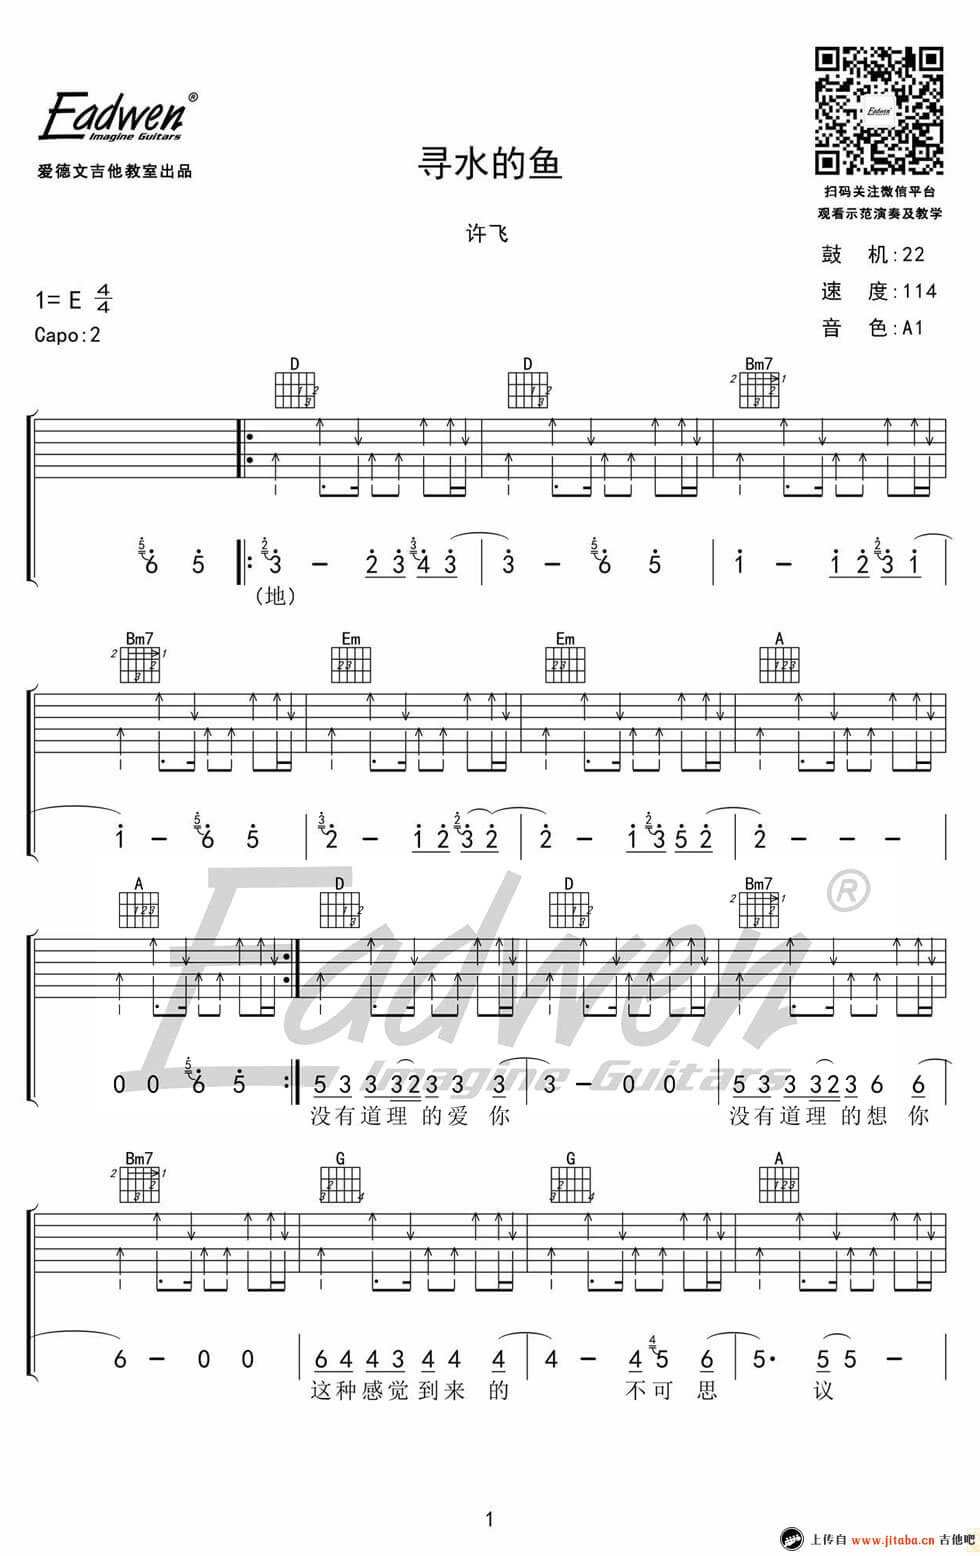 Eadwen®
Imagine Guitars
爱德文吉他教室出品
寻水的鱼
许飞
扫码关注微信平台
观看示范演奏及教学
鼓 机:22
速 度:114
音 色:A1
1= E 4/4
Capo:2
D D Bm7
6 5 3 - 2 3 4 3 3 - 6 5 1 - 1 2 3 1
(地)
Bm7 Em Em A
1 - 6 5 2 - 1 2 3 2 2 - 1 3 5 2 2 -
A D D Bm7
0 0 6 5 5 3 3 3 2 3 3 3 3 - 0 0 5 3 3 3 2 3 6 6
没有道理 的爱 你 没有道理 的想 你
Bm7 G G A
6 - 0 0 6 4 4 3 4 4 4 4 - 4 5 6 5· 5 5 -
这种感觉到来 的 不可思 议
Eadwen®
Imagine Guitars
1
上传自 www.jitaba.cn 吉他吧